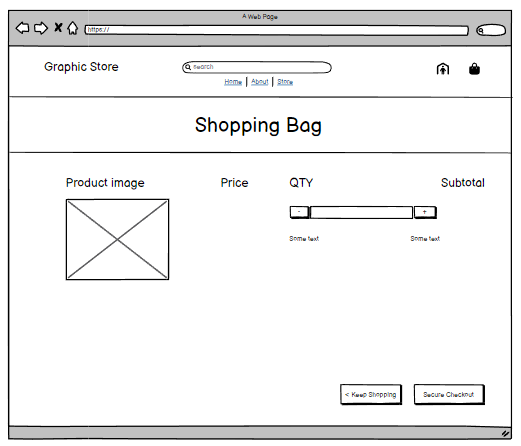 A Web Page
https://
Graphic Store
search
Home | About | Store
Shopping Bag
Product image Price QTY Subtotal
- +
Some text Some text
< Keep Shopping Secure Checkout